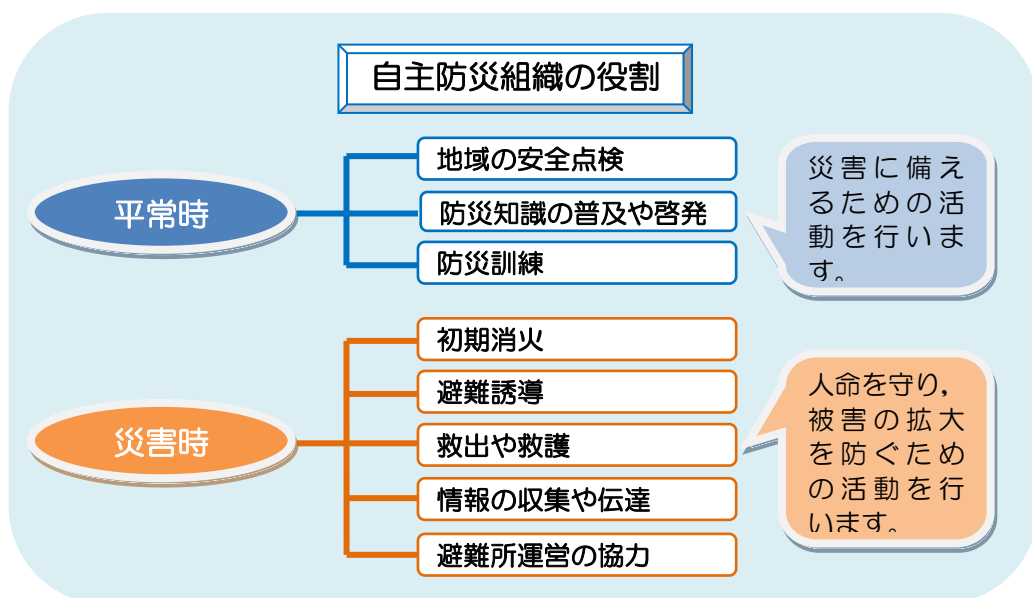 自主防災組織の役割
平常時
地域の安全点検
防災知識の普及や啓発
防災訓練
災害に備え
るための活
動を行いま
す。
災害時
初期消火
避難誘導
救出や救護
情報の収集や伝達
避難所運営の協力
人命を守り，
被害の拡大
を防ぐため
の活動を行
います。